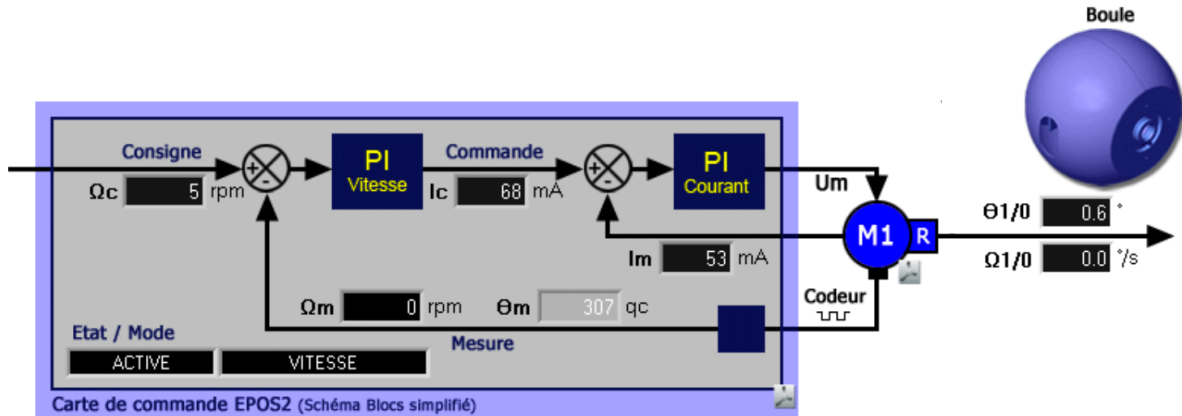 Boule
Consigne
Ωc 5 rpm
+
-
PI
Vitesse
Commande
Ic 68 mA
+
-
PI
Courant
Um
M1
R
Θ1/0 0.6 °
Ω1/0 0.0 °/s
Im 53 mA
Codeur
Ωm 0 rpm
Θm 307 qc
Mesure
Etat / Mode
ACTIVE
VITESSE
Carte de commande EPOS2 (Schéma Blocs simplifié)